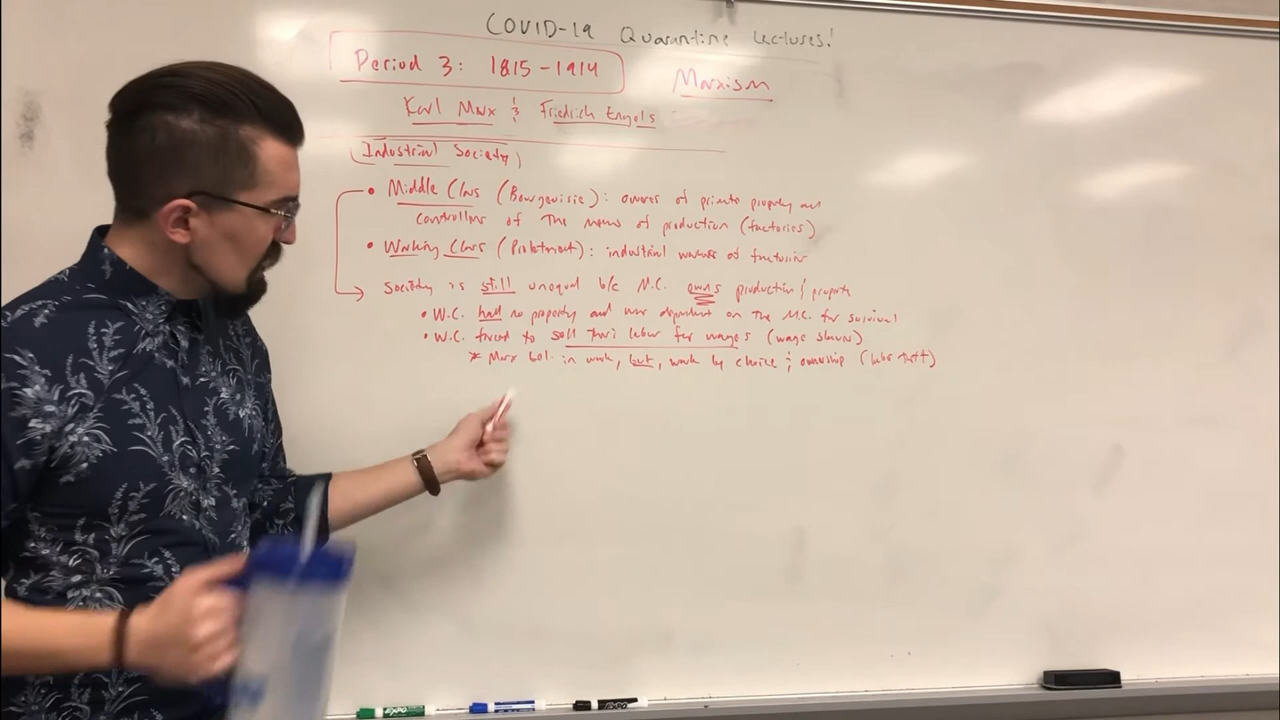 COVID-19 Quarantine Lectures!
Period 3: 1815-1914
Marxism
Karl Marx & Friedrich Engels
Industrial Society
• Middle Class (Bourgeoisie): owners of private property and
controllers of the means of production (factories)
• Working Class (Proletariat): industrial workers of factories
Society is still unequal b/c M.C. owns production & property
• W.C. had no property and was dependent on the M.C. for survival
• W.C. forced to sell their labor for wages (wage slaves)
* Marx bel. in work, but, work by choice & ownership (labor theft)
EXPO
EXPO
EXPO